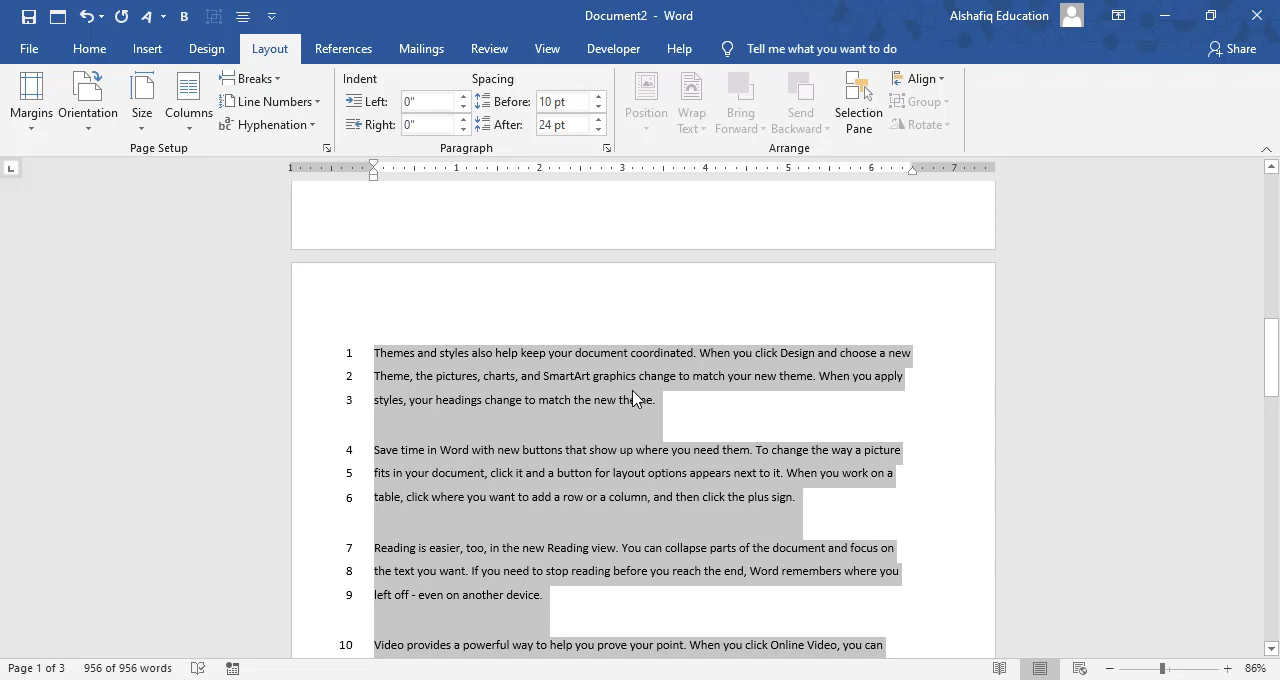 Document2 - Word
Alshafiq Education
File Home Insert Design Layout References Mailings Review View Developer Help Tell me what you want to do Share
Margins Orientation Size Columns
Breaks
Line Numbers
Hyphenation
Page Setup
Indent Spacing
Left: 0" Before: 10 pt
Right: 0" After: 24 pt
Paragraph
Position Wrap Text Bring Forward Send Backward Selection Pane
Align
Group
Rotate
Arrange
1 1 2 3 4 5 6 7
1 Themes and styles also help keep your document coordinated. When you click Design and choose a new
2 Theme, the pictures, charts, and SmartArt graphics change to match your new theme. When you apply
3 styles, your headings change to match the new theme.
4 Save time in Word with new buttons that show up where you need them. To change the way a picture
5 fits in your document, click it and a button for layout options appears next to it. When you work on a
6 table, click where you want to add a row or a column, and then click the plus sign.
7 Reading is easier, too, in the new Reading view. You can collapse parts of the document and focus on
8 the text you want. If you need to stop reading before you reach the end, Word remembers where you
9 left off - even on another device.
10 Video provides a powerful way to help you prove your point. When you click Online Video, you can
Page 1 of 3 956 of 956 words 86%